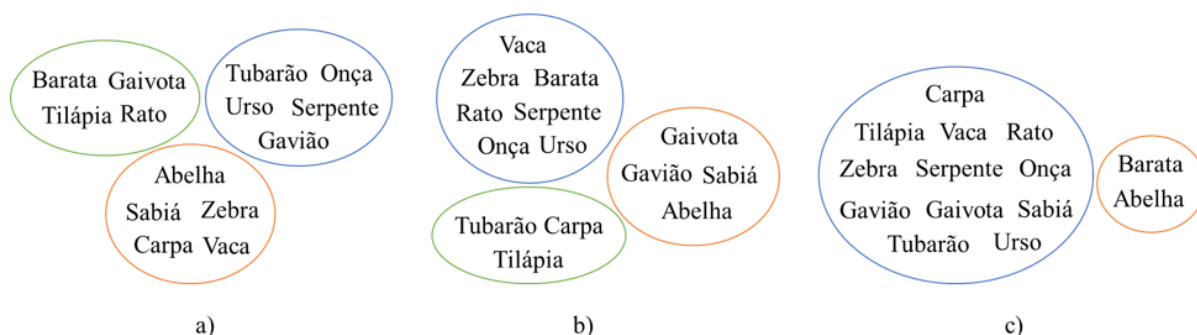 Barata Gaivota
Tilápia Rato
Tubarão Onça
Urso Serpente
Gavião
Abelha
Sabiá Zebra
Carpa Vaca
a)
Vaca
Zebra Barata
Rato Serpente
Onça Urso
Gaivota
Gavião Sabiá
Abelha
Tubarão Carpa
Tilápia
b)
Carpa
Tilápia Vaca Rato
Zebra Serpente Onça
Gavião Gaivota Sabiá
Tubarão Urso
Barata
Abelha
c)